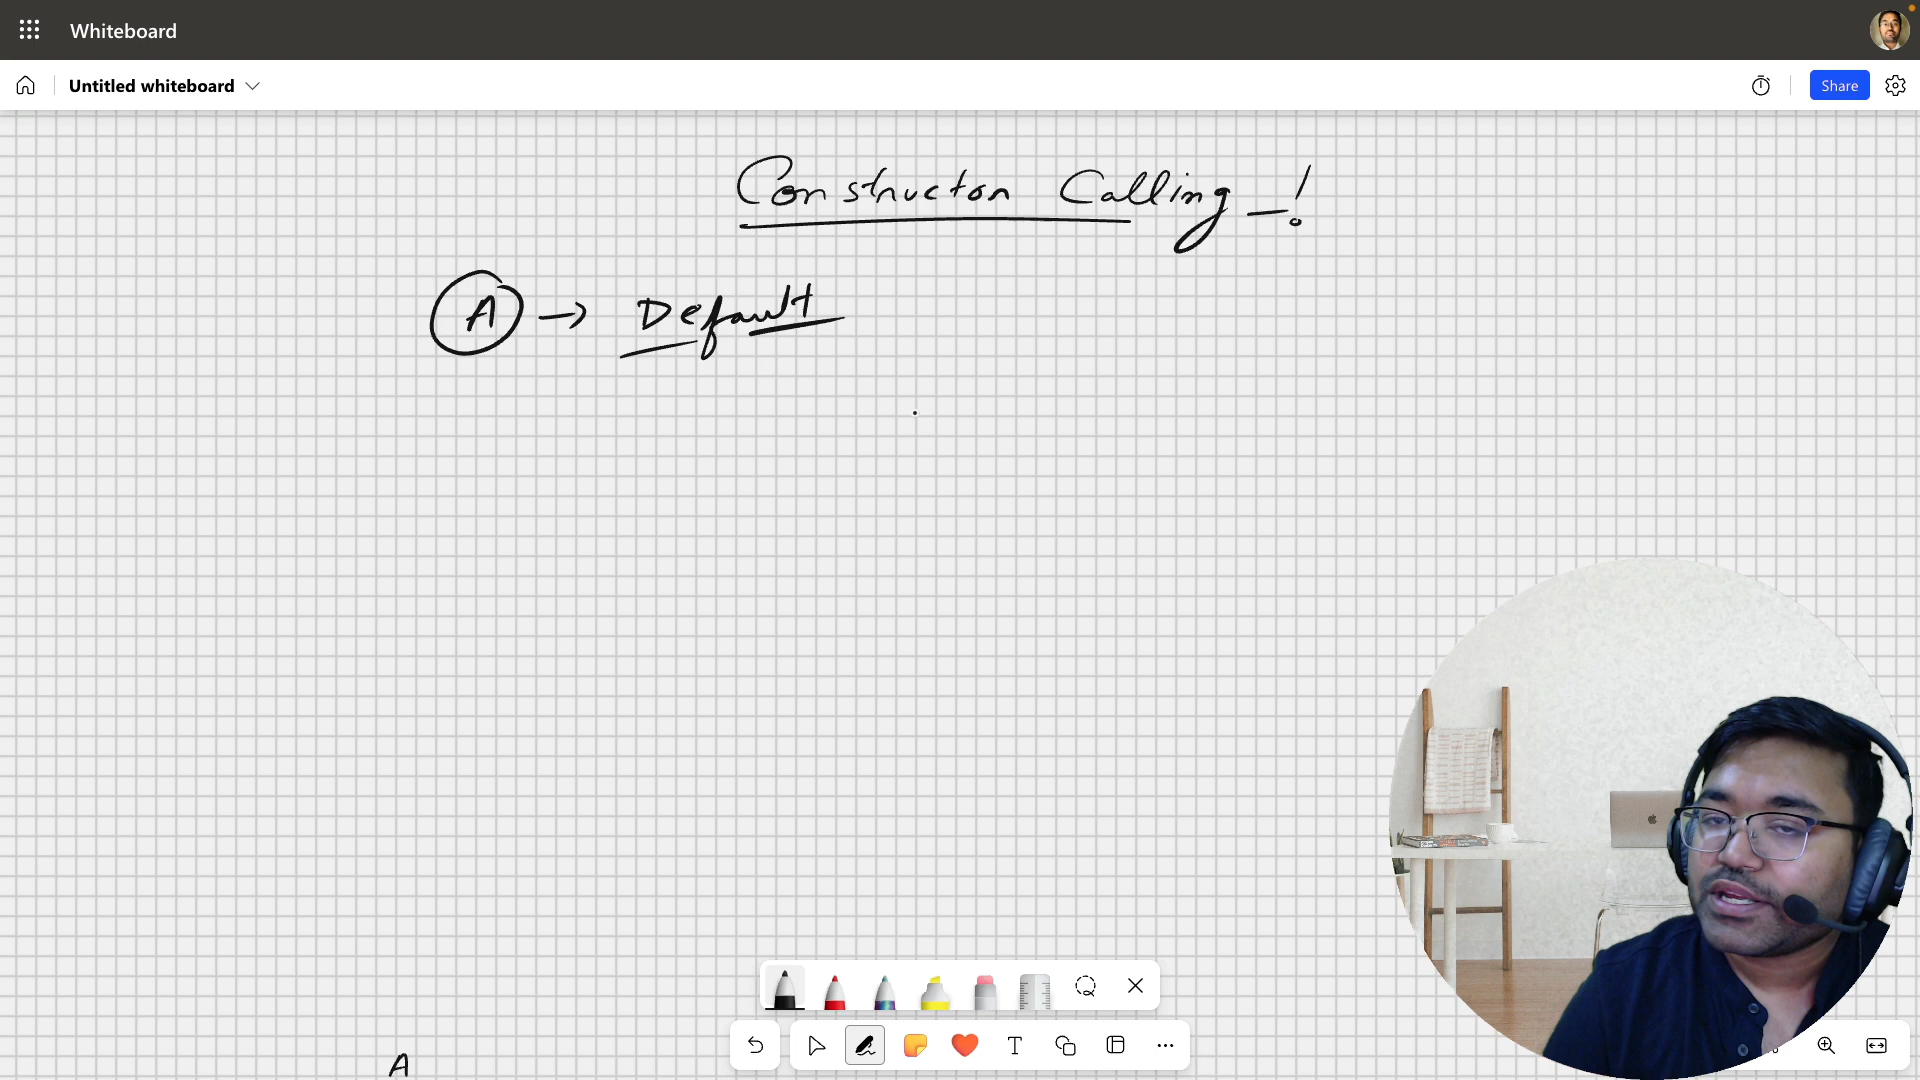 Whiteboard
Untitled whiteboard
Share
Constructor Calling -!
A → Default
A